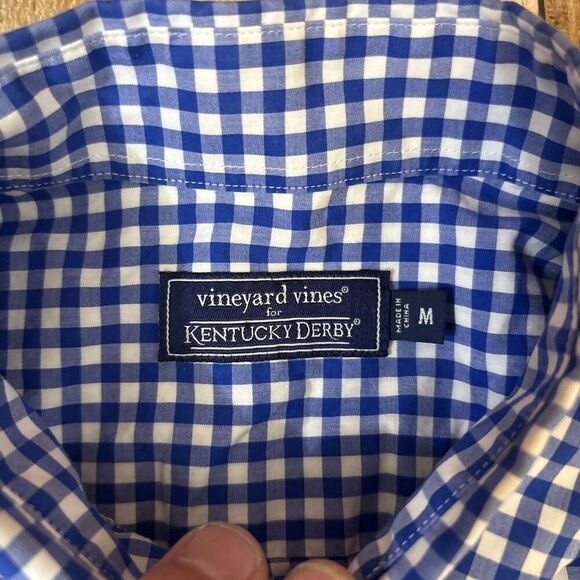 vineyard vines®
for
KENTUCKY DERBY®
MADE IN
CHINA
M